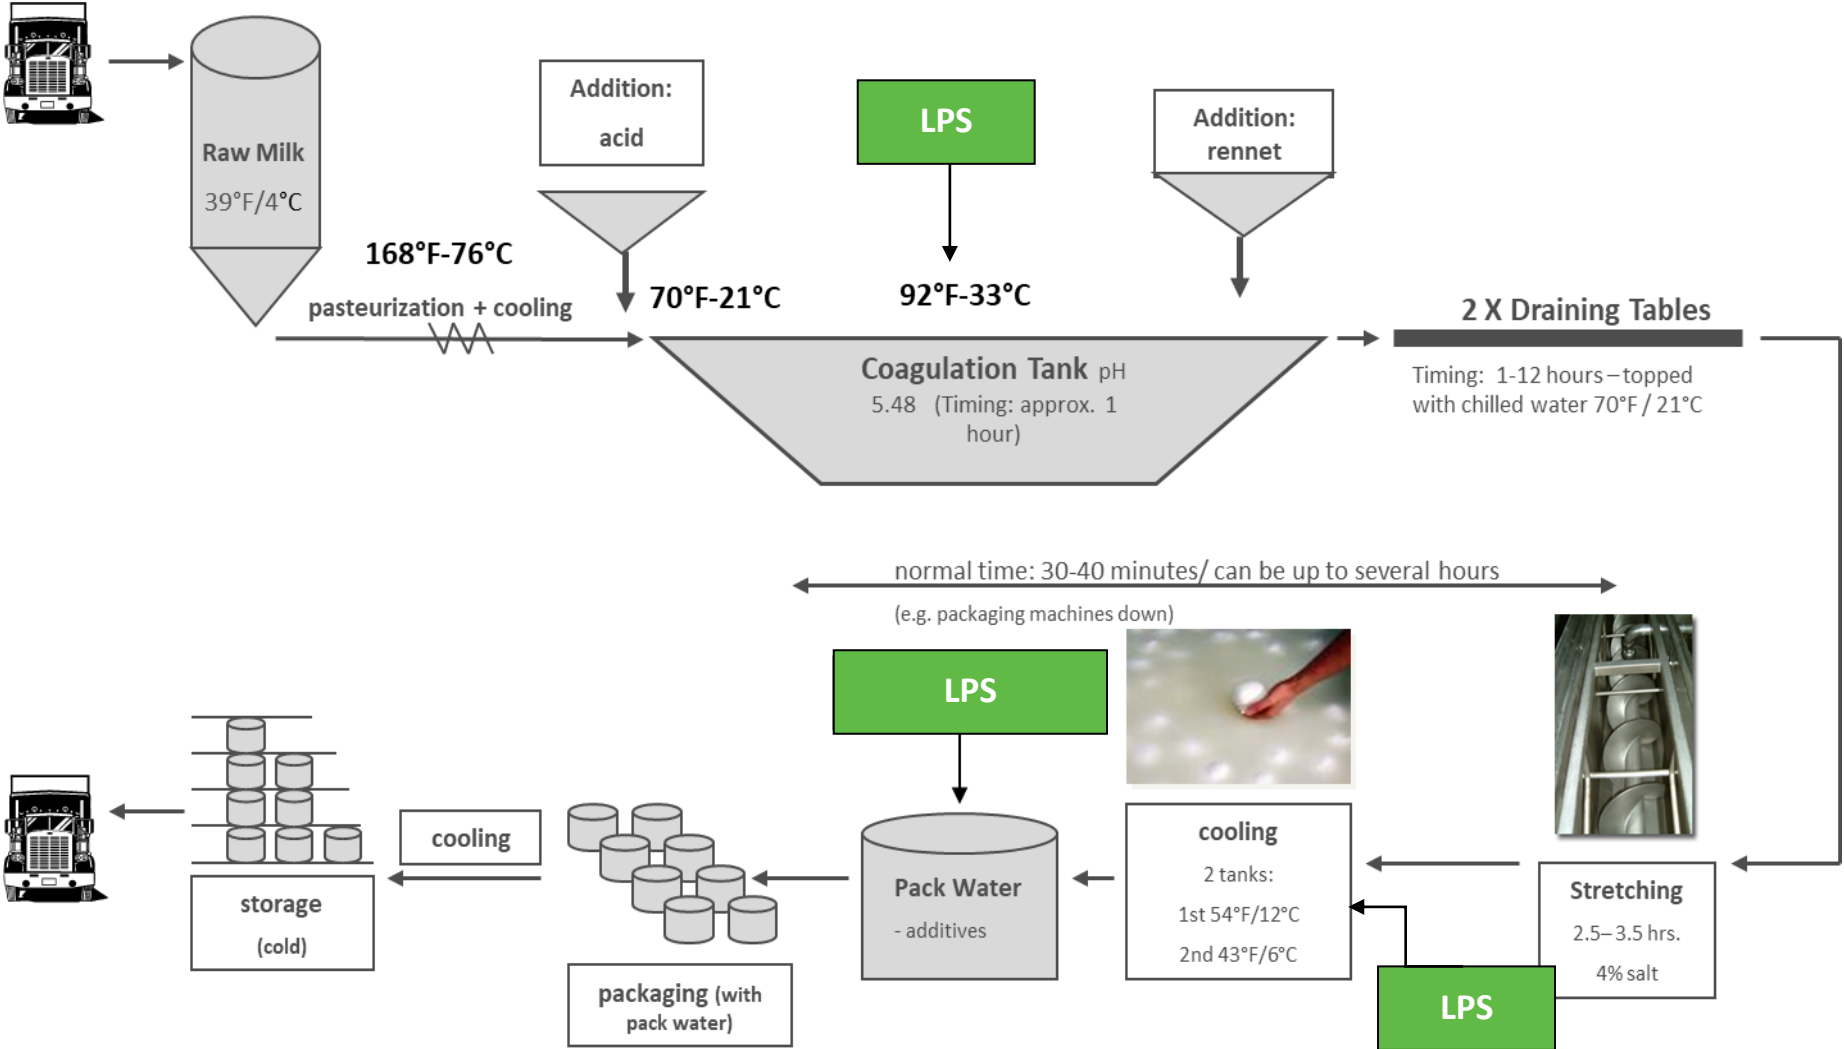 Raw Milk
39°F/4°C
168°F-76°C
pasteurization + cooling
Addition:
acid
70°F-21°C
LPS
92°F-33°C
Addition:
rennet
Coagulation Tank pH
5.48 (Timing: approx. 1
hour)
2 X Draining Tables
Timing: 1-12 hours – topped
with chilled water 70°F / 21°C
normal time: 30-40 minutes/ can be up to several hours
(e.g. packaging machines down)
Stretching
2.5– 3.5 hrs.
4% salt
LPS
cooling
2 tanks:
1st 54°F/12°C
2nd 43°F/6°C
LPS
Pack Water
- additives
packaging (with
pack water)
cooling
storage
(cold)